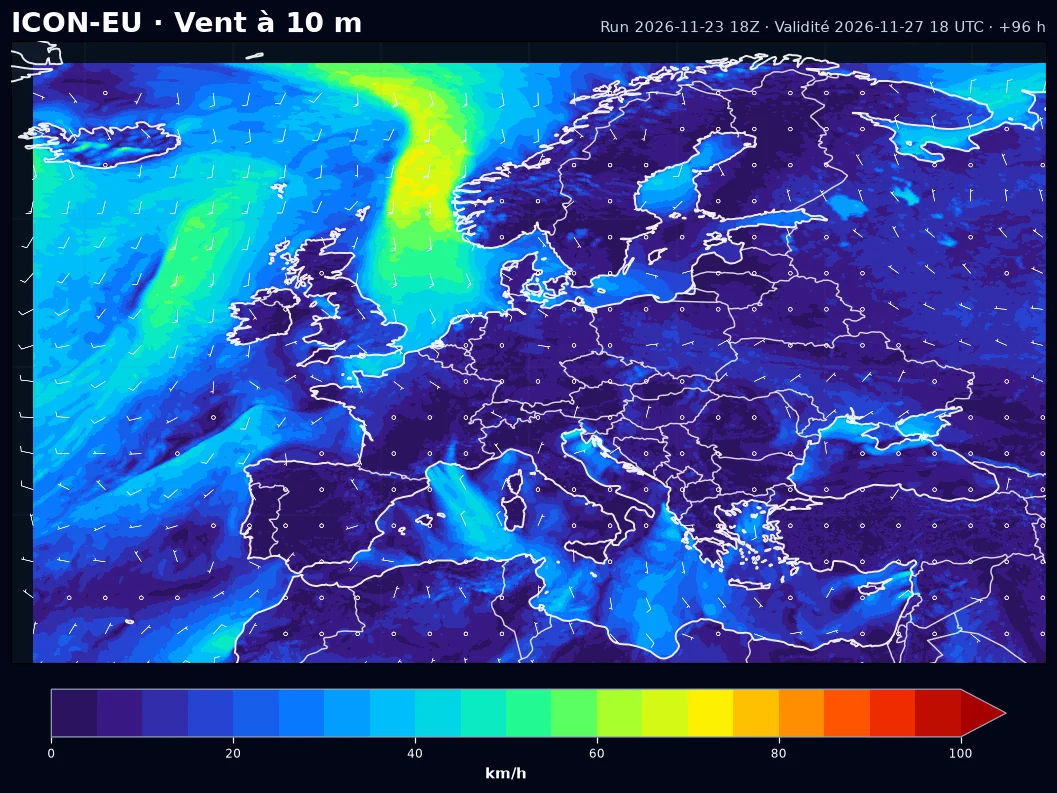 ICON-EU · Vent à 10 m
Run 2026-11-23 18Z · Validité 2026-11-27 18 UTC · +96 h
0 20 40 60 80 100
km/h